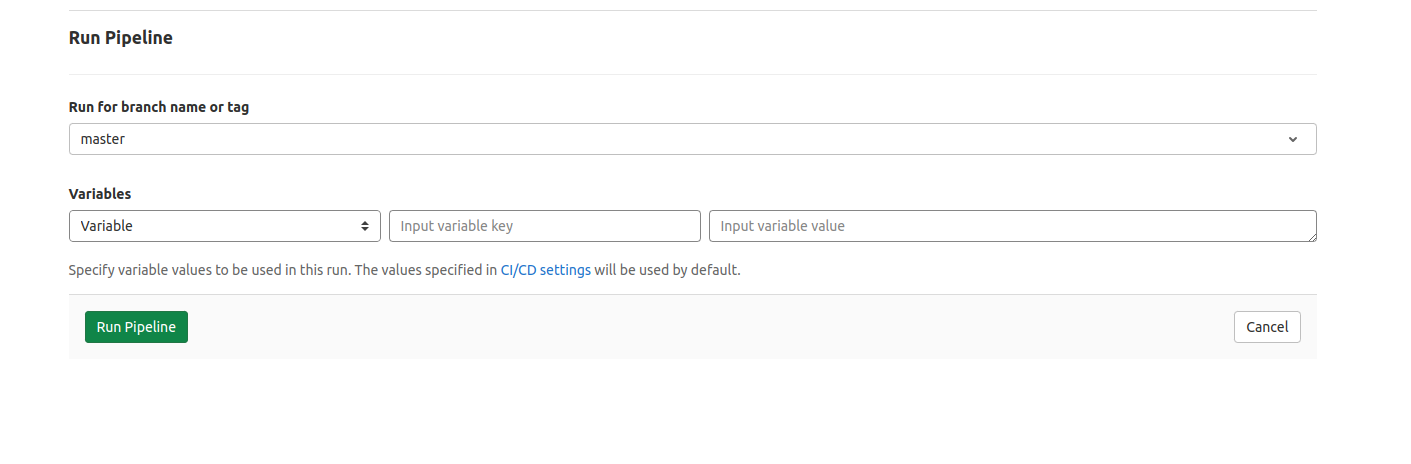 Run Pipeline
Run for branch name or tag
master
Variables
Variable Input variable key Input variable value
Specify variable values to be used in this run. The values specified in CI/CD settings will be used by default.
Run Pipeline Cancel